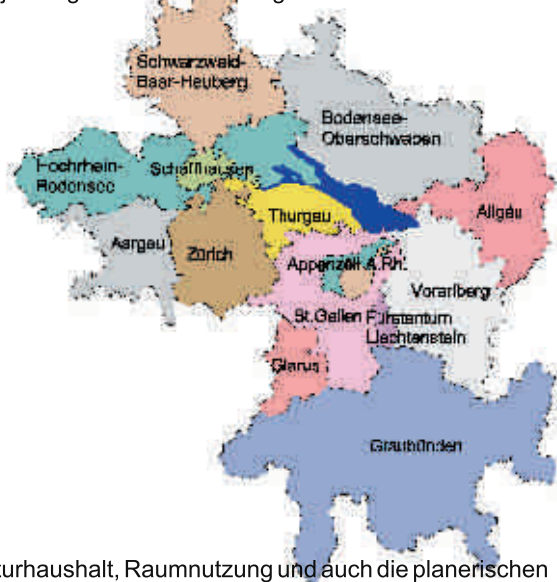 Schwarzwald-
Baar-Heuberg
Bodensee-
Oberschwaben
Hochrhein-
Bodensee
Schaffhausen
Allgäu
Thurgau
Aargau
Zürich
Appenzell A.Rh.
Vorarlberg
St.Gallen
Fürstentum
Liechtenstein
Glarus
Graubünden
turhaushalt, Raumnutzung und auch die planerischen